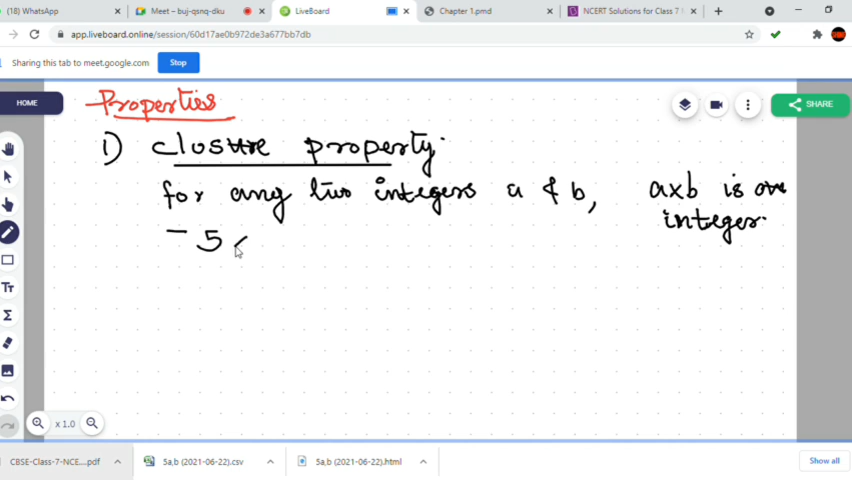 (18) WhatsApp
Meet – buj-qsnq-dku
LiveBoard
Chapter 1.pmd
NCERT Solutions for Class 7 M
app.liveboard.online/session/60d17ae0b972de3a677bb7db
Sharing this tab to meet.google.com
Stop
HOME
SHARE
Properties
1) closure property.
for any two integers a & b, axb is an
integer.
- 5
x 1.0
CBSE-Class-7-NCE....pdf
5a,b (2021-06-22).csv
5a,b (2021-06-22).html
Show all